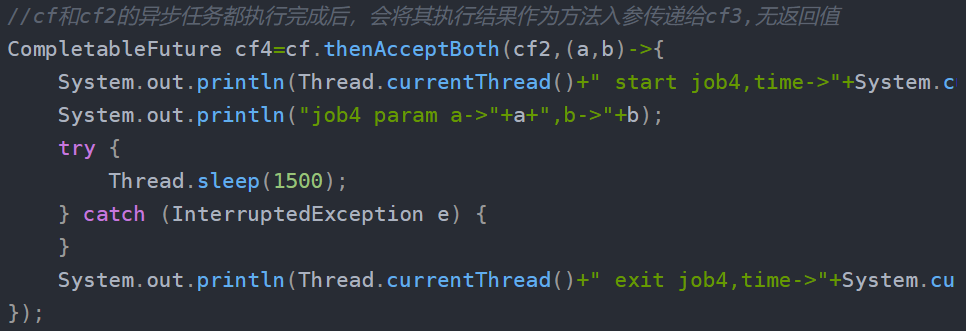 //cf和cf2的异步任务都执行完成后，会将其执行结果作为方法入参传递给cf3,无返回值
CompletableFuture cf4=cf.thenAcceptBoth(cf2,(a,b)->{
    System.out.println(Thread.currentThread()+" start job4,time->"+System.c
    System.out.println("job4 param a->"+a+",b->"+b);
    try {
        Thread.sleep(1500);
    } catch (InterruptedException e) {
    }
    System.out.println(Thread.currentThread()+" exit job4,time->"+System.cu
});